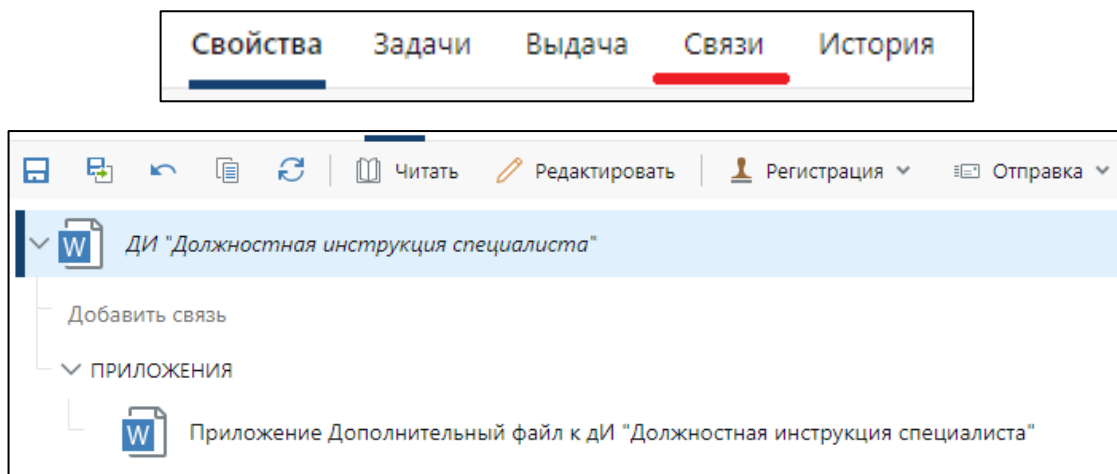 Свойства Задачи Выдача Связи История
Читать Редактировать Регистрация Отправка
W ДИ "Должностная инструкция специалиста"
Добавить связь
ПРИЛОЖЕНИЯ
W Приложение Дополнительный файл к дИ "Должностная инструкция специалиста"